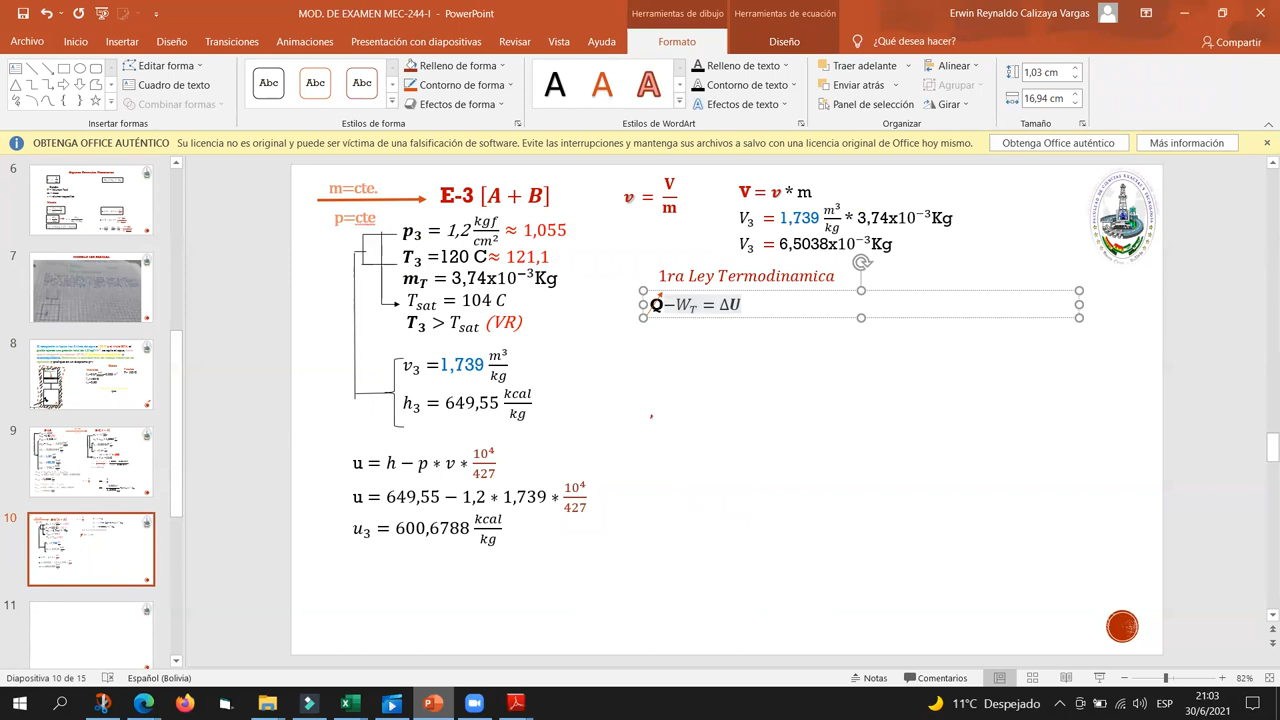 MOD. DE EXAMEN MEC-244-I - PowerPoint
Herramientas de dibujo
Herramientas de ecuación
Erwin Reynaldo Calizaya Vargas
Archivo Inicio Insertar Diseño Transiciones Animaciones Presentación con diapositivas Revisar Vista Ayuda Formato Diseño ¿Qué desea hacer? Compartir
Editar forma
Cuadro de texto
Combinar formas
Insertar formas
Abc Abc Abc
Relleno de forma
Contorno de forma
Efectos de forma
Estilos de forma
A A A
Relleno de texto
Contorno de texto
Efectos de texto
Estilos de WordArt
Traer adelante
Enviar atrás
Panel de selección
Alinear
Agrupar
Girar
Organizar
1,03 cm
16,94 cm
Tamaño
OBTENGA OFFICE AUTÉNTICO Su licencia no es original y puede ser víctima de una falsificación de software. Evite las interrupciones y mantenga sus archivos a salvo con una licencia original de Office hoy mismo. Obtenga Office auténtico Más información
6
7
8
9
10
11
m=cte.
p=cte
E-3 [A + B]
p₃ = 1,2 kgf/cm² ≈ 1,055
T₃ =120 C≈ 121,1
m_T = 3,74x10⁻³Kg
T_sat = 104 C
T₃ > T_sat (VR)
v₃ =1,739 m³/kg
h₃ = 649,55 kcal/kg
u = h − p ∗ v ∗ 10⁴/427
u = 649,55 − 1,2 ∗ 1,739 ∗ 10⁴/427
u₃ = 600,6788 kcal/kg
v = V/m
V = v * m
V₃ = 1,739 m³/kg * 3,74x10⁻³Kg
V₃ = 6,5038x10⁻³Kg
1ra Ley Termodinamica
Q−W_T = ΔU
Diapositiva 10 de 15 Español (Bolivia) Notas Comentarios 82%
11°C Despejado ESP 21:03
30/6/2021